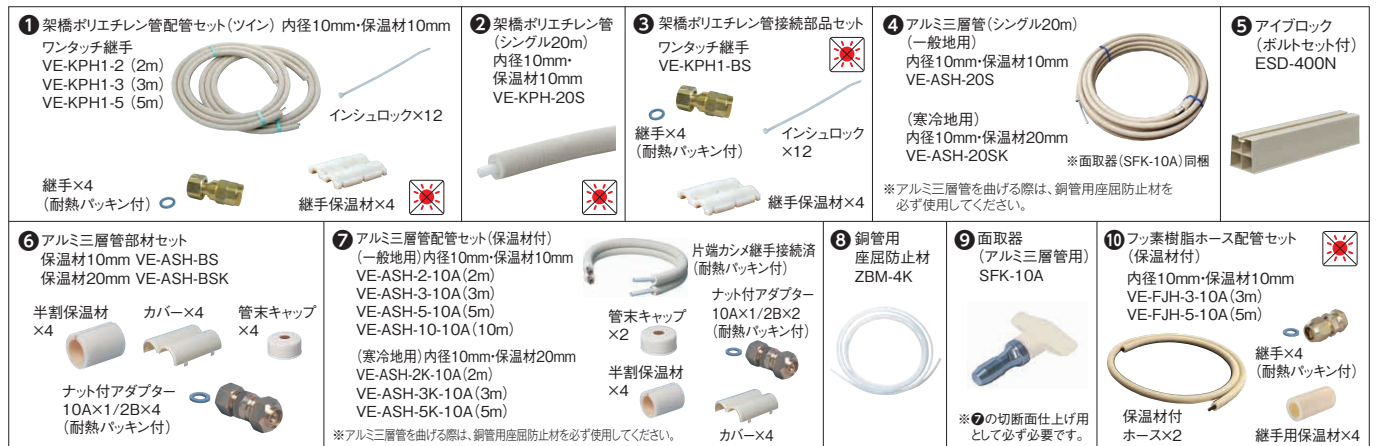 ❶架橋ポリエチレン管配管セット(ツイン) 内径10mm・保温材10mm
ワンタッチ継手
VE-KPH1-2(2m)
VE-KPH1-3(3m)
VE-KPH1-5(5m)
インシュロック×12
継手×4
(耐熱パッキン付)
継手保温材×4
❷架橋ポリエチレン管
(シングル20m)
内径10mm・
保温材10mm
VE-KPH-20S
❸架橋ポリエチレン管接続部品セット
ワンタッチ継手
VE-KPH1-BS
継手×4
(耐熱パッキン付)
インシュロック
×12
継手保温材×4
❹アルミ三層管(シングル20m)
(一般地用)
内径10mm・保温材10mm
VE-ASH-20S
(寒冷地用)
内径10mm・保温材20mm
VE-ASH-20SK
※面取器(SFK-10A)同梱
※アルミ三層管を曲げる際は、銅管用座屈防止材を
必ず使用してください。
❺アイブロック
(ボルトセット付)
ESD-400N
❻アルミ三層管部材セット
保温材10mm VE-ASH-BS
保温材20mm VE-ASH-BSK
半割保温材
×4
カバー×4
管末キャップ
×4
ナット付アダプター
10A×1/2B×4
(耐熱パッキン付)
❼アルミ三層管配管セット(保温材付)
(一般地用)内径10mm・保温材10mm
VE-ASH-2-10A(2m)
VE-ASH-3-10A(3m)
VE-ASH-5-10A(5m)
VE-ASH-10-10A(10m)
(寒冷地用)内径10mm・保温材20mm
VE-ASH-2K-10A(2m)
VE-ASH-3K-10A(3m)
VE-ASH-5K-10A(5m)
※アルミ三層管を曲げる際は、銅管用座屈防止材を必ず使用してください。
片端カシメ継手接続済
(耐熱パッキン付)
管末キャップ
×2
ナット付アダプター
10A×1/2B×2
(耐熱パッキン付)
半割保温材
×4
カバー×4
❽銅管用
座屈防止材
ZBM-4K
❾面取器
(アルミ三層管用)
SFK-10A
※❼の切断面仕上げ用
として必ず必要です。
❿フッ素樹脂ホース配管セット
(保温材付)
内径10mm・保温材10mm
VE-FJH-3-10A(3m)
VE-FJH-5-10A(5m)
継手×4
(耐熱パッキン付)
保温材付
ホース×2
継手用保温材×4